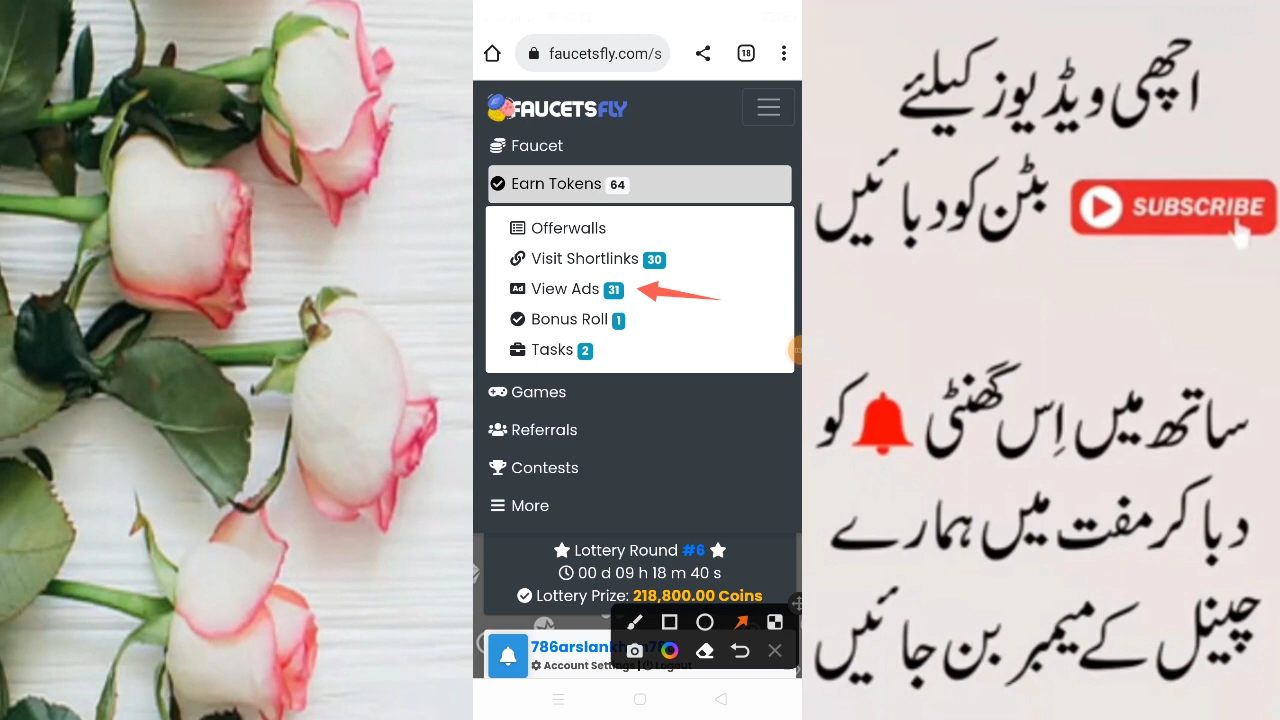 faucetsfly.com/s
18
FAUCETSFLY
Faucet
Earn Tokens 64
Offerwalls
Visit Shortlinks 30
Ad View Ads 31
Bonus Roll 1
Tasks 2
Games
Referrals
Contests
More
Lottery Round #6
00 d 09 h 18 m 40 s
Lottery Prize: 218,800.00 Coins
786arslankh
Account Settings | Logout
اچھی ویڈیوز کیلئے
بٹن کو دبائیں
SUBSCRIBE
ساتھ میں اِس گھنٹی کو
دبا کر مفت میں ہمارے
چینل کے میمبر بن جائیں